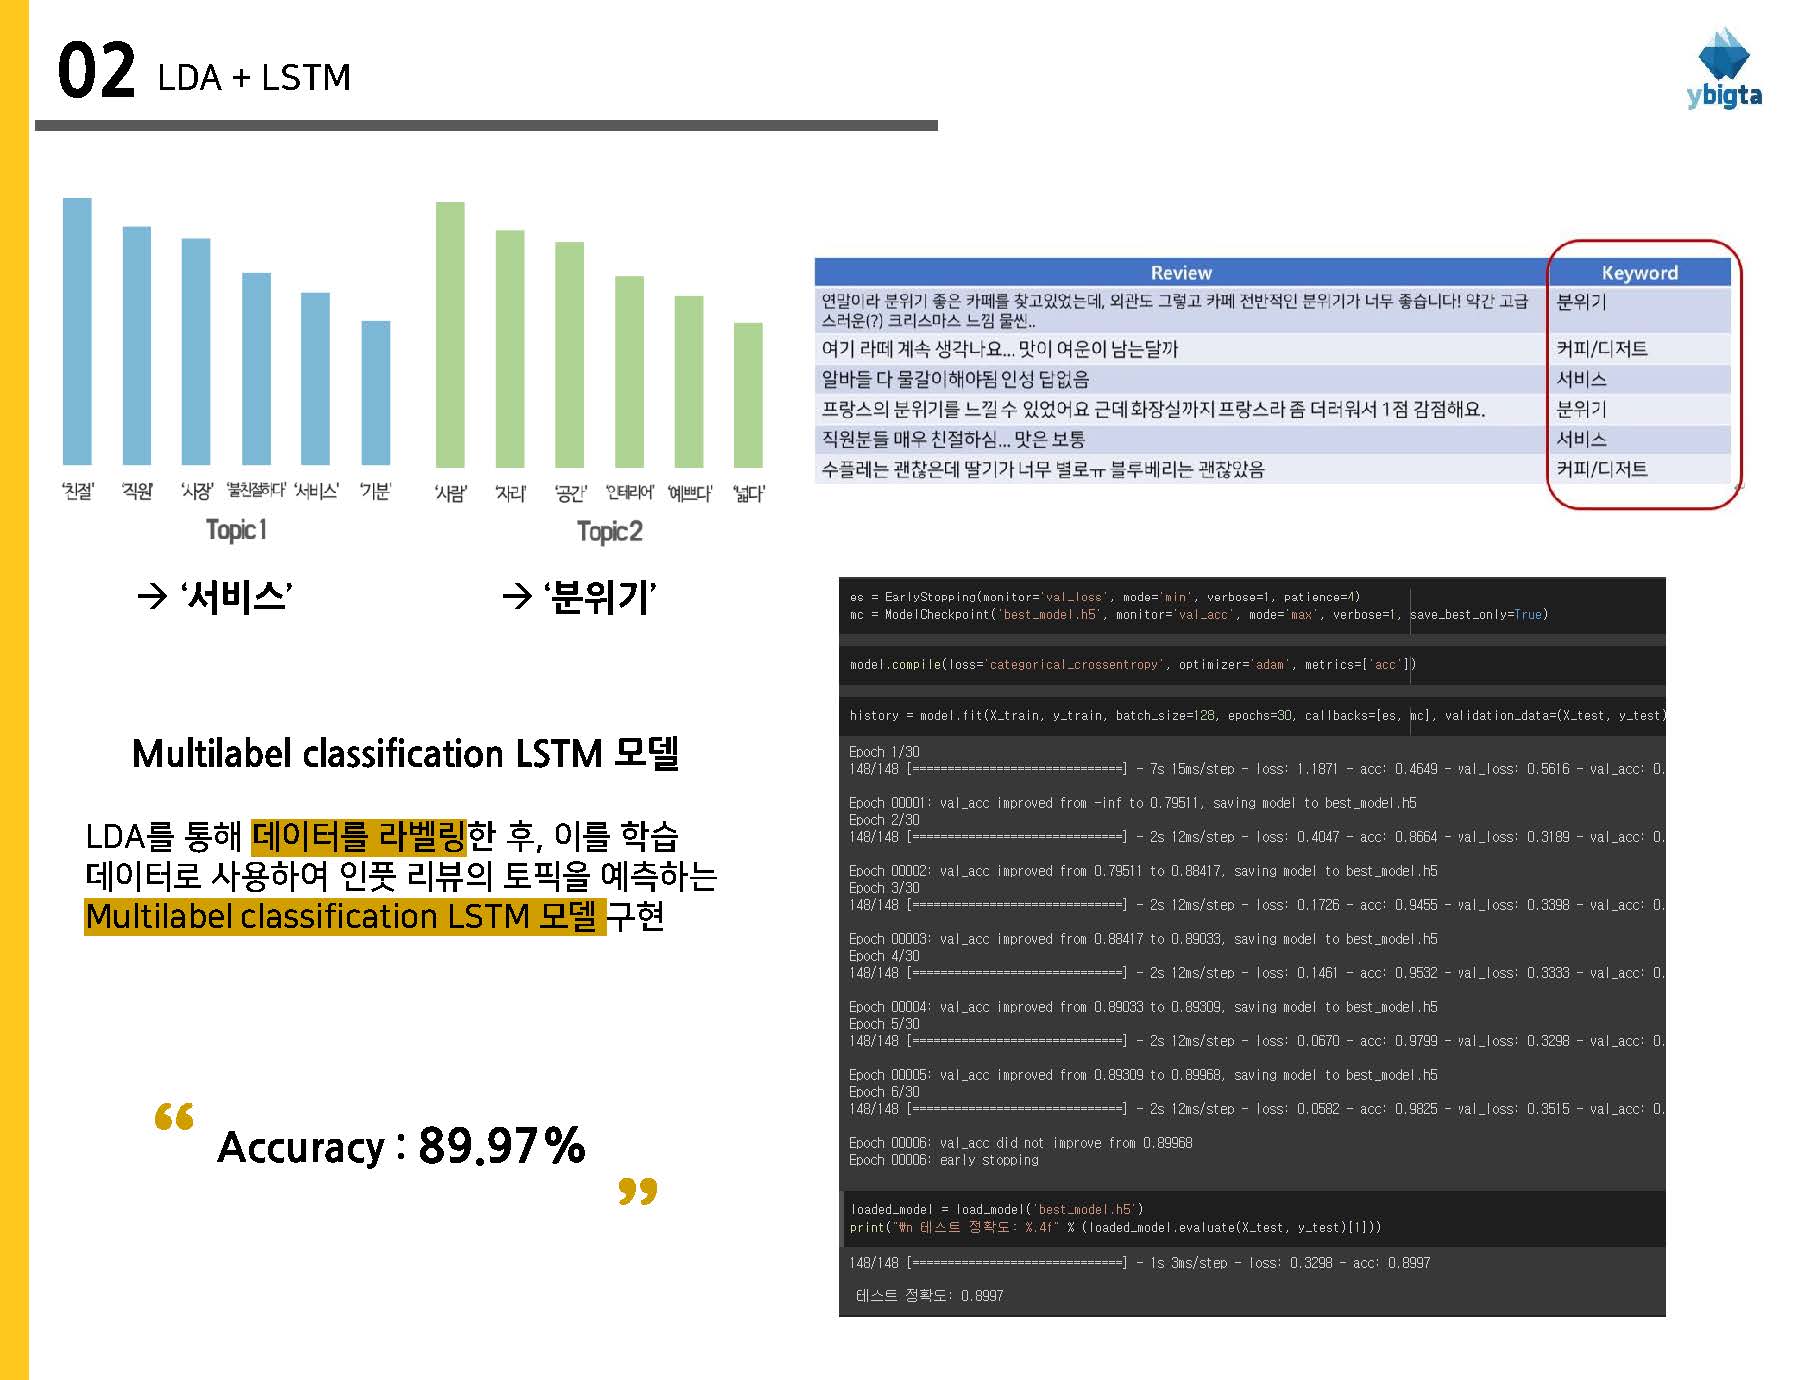 02 LDA + LSTM
ybigta
'친절' '직원' '사장' '불친절하다' '서비스' '기분'
Topic1
→ '서비스'
'사람' '자리' '공간' '인테리어' '예쁘다' '넓다'
Topic2
→ '분위기'
Review Keyword
연말이라 분위기 좋은 카페를 찾고있었는데, 외관도 그렇고 카페 전반적인 분위기가 너무 좋습니다! 약간 고급
스러운(?) 크리스마스 느낌 물씬.. 분위기
여기 라떼 계속 생각나요... 맛이 여운이 남는달까 커피/디저트
알바들 다 물갈이해야됨 인성 답없음 서비스
프랑스의 분위기를 느낄 수 있었어요 근데 화장실까지 프랑스라 좀 더러워서 1점 감점해요. 분위기
직원분들 매우 친절하심... 맛은 보통 서비스
수플레는 괜찮은데 딸기가 너무 별로ㅠ 블루베리는 괜찮았음 커피/디저트
Multilabel classification LSTM 모델
LDA를 통해 데이터를 라벨링한 후, 이를 학습
데이터로 사용하여 인풋 리뷰의 토픽을 예측하는
Multilabel classification LSTM 모델 구현
“ Accuracy : 89.97% ”
es = EarlyStopping(monitor='val_loss', mode='min', verbose=1, patience=4)
mc = ModelCheckpoint('best_model.h5', monitor='val_acc', mode='max', verbose=1, save_best_only=True)
model.compile(loss='categorical_crossentropy', optimizer='adam', metrics=['acc'])
history = model.fit(X_train, y_train, batch_size=128, epochs=30, callbacks=[es, mc], validation_data=(X_test, y_test)
Epoch 1/30
148/148 [==============================] - 7s 15ms/step - loss: 1.1871 - acc: 0.4649 - val_loss: 0.5616 - val_acc: 0.
Epoch 00001: val_acc improved from -inf to 0.79511, saving model to best_model.h5
Epoch 2/30
148/148 [==============================] - 2s 12ms/step - loss: 0.4047 - acc: 0.8664 - val_loss: 0.3189 - val_acc: 0.
Epoch 00002: val_acc improved from 0.79511 to 0.88417, saving model to best_model.h5
Epoch 3/30
148/148 [==============================] - 2s 12ms/step - loss: 0.1726 - acc: 0.9455 - val_loss: 0.3398 - val_acc: 0.
Epoch 00003: val_acc improved from 0.88417 to 0.89033, saving model to best_model.h5
Epoch 4/30
148/148 [==============================] - 2s 12ms/step - loss: 0.1461 - acc: 0.9532 - val_loss: 0.3333 - val_acc: 0.
Epoch 00004: val_acc improved from 0.89033 to 0.89309, saving model to best_model.h5
Epoch 5/30
148/148 [==============================] - 2s 12ms/step - loss: 0.0670 - acc: 0.9799 - val_loss: 0.3298 - val_acc: 0.
Epoch 00005: val_acc improved from 0.89309 to 0.89968, saving model to best_model.h5
Epoch 6/30
148/148 [==============================] - 2s 12ms/step - loss: 0.0582 - acc: 0.9825 - val_loss: 0.3515 - val_acc: 0.
Epoch 00006: val_acc did not improve from 0.89968
Epoch 00006: early stopping
loaded_model = load_model('best_model.h5')
print("₩n 테스트 정확도: %.4f" % (loaded_model.evaluate(X_test, y_test)[1]))
148/148 [==============================] - 1s 3ms/step - loss: 0.3298 - acc: 0.8997
테스트 정확도: 0.8997